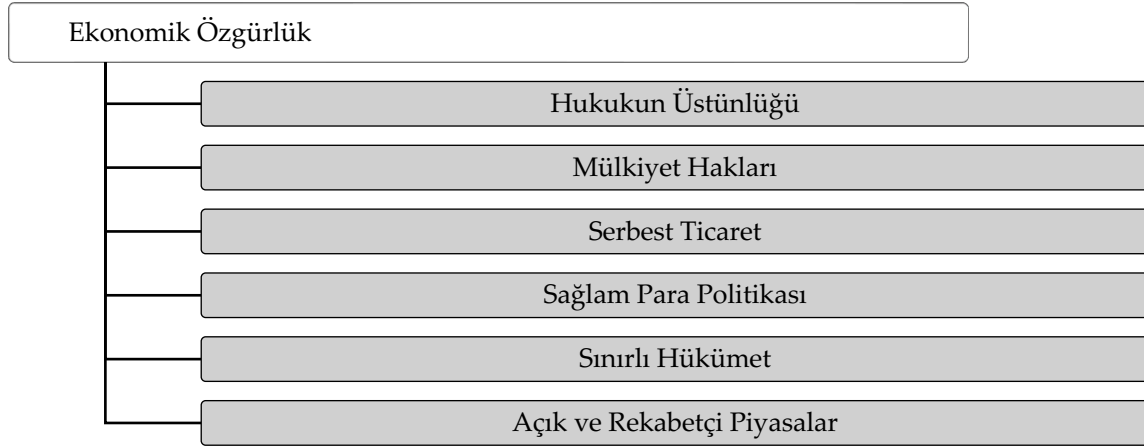 Ekonomik Özgürlük
Hukukun Üstünlüğü
Mülkiyet Hakları
Serbest Ticaret
Sağlam Para Politikası
Sınırlı Hükümet
Açık ve Rekabetçi Piyasalar